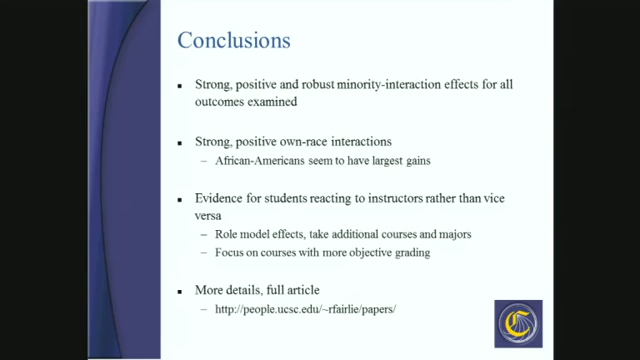 Conclusions
Strong, positive and robust minority-interaction effects for all
outcomes examined
Strong, positive own-race interactions
– African-Americans seem to have largest gains
Evidence for students reacting to instructors rather than vice
versa
– Role model effects, take additional courses and majors
– Focus on courses with more objective grading
More details, full article
– http://people.ucsc.edu/~rfairlie/papers/